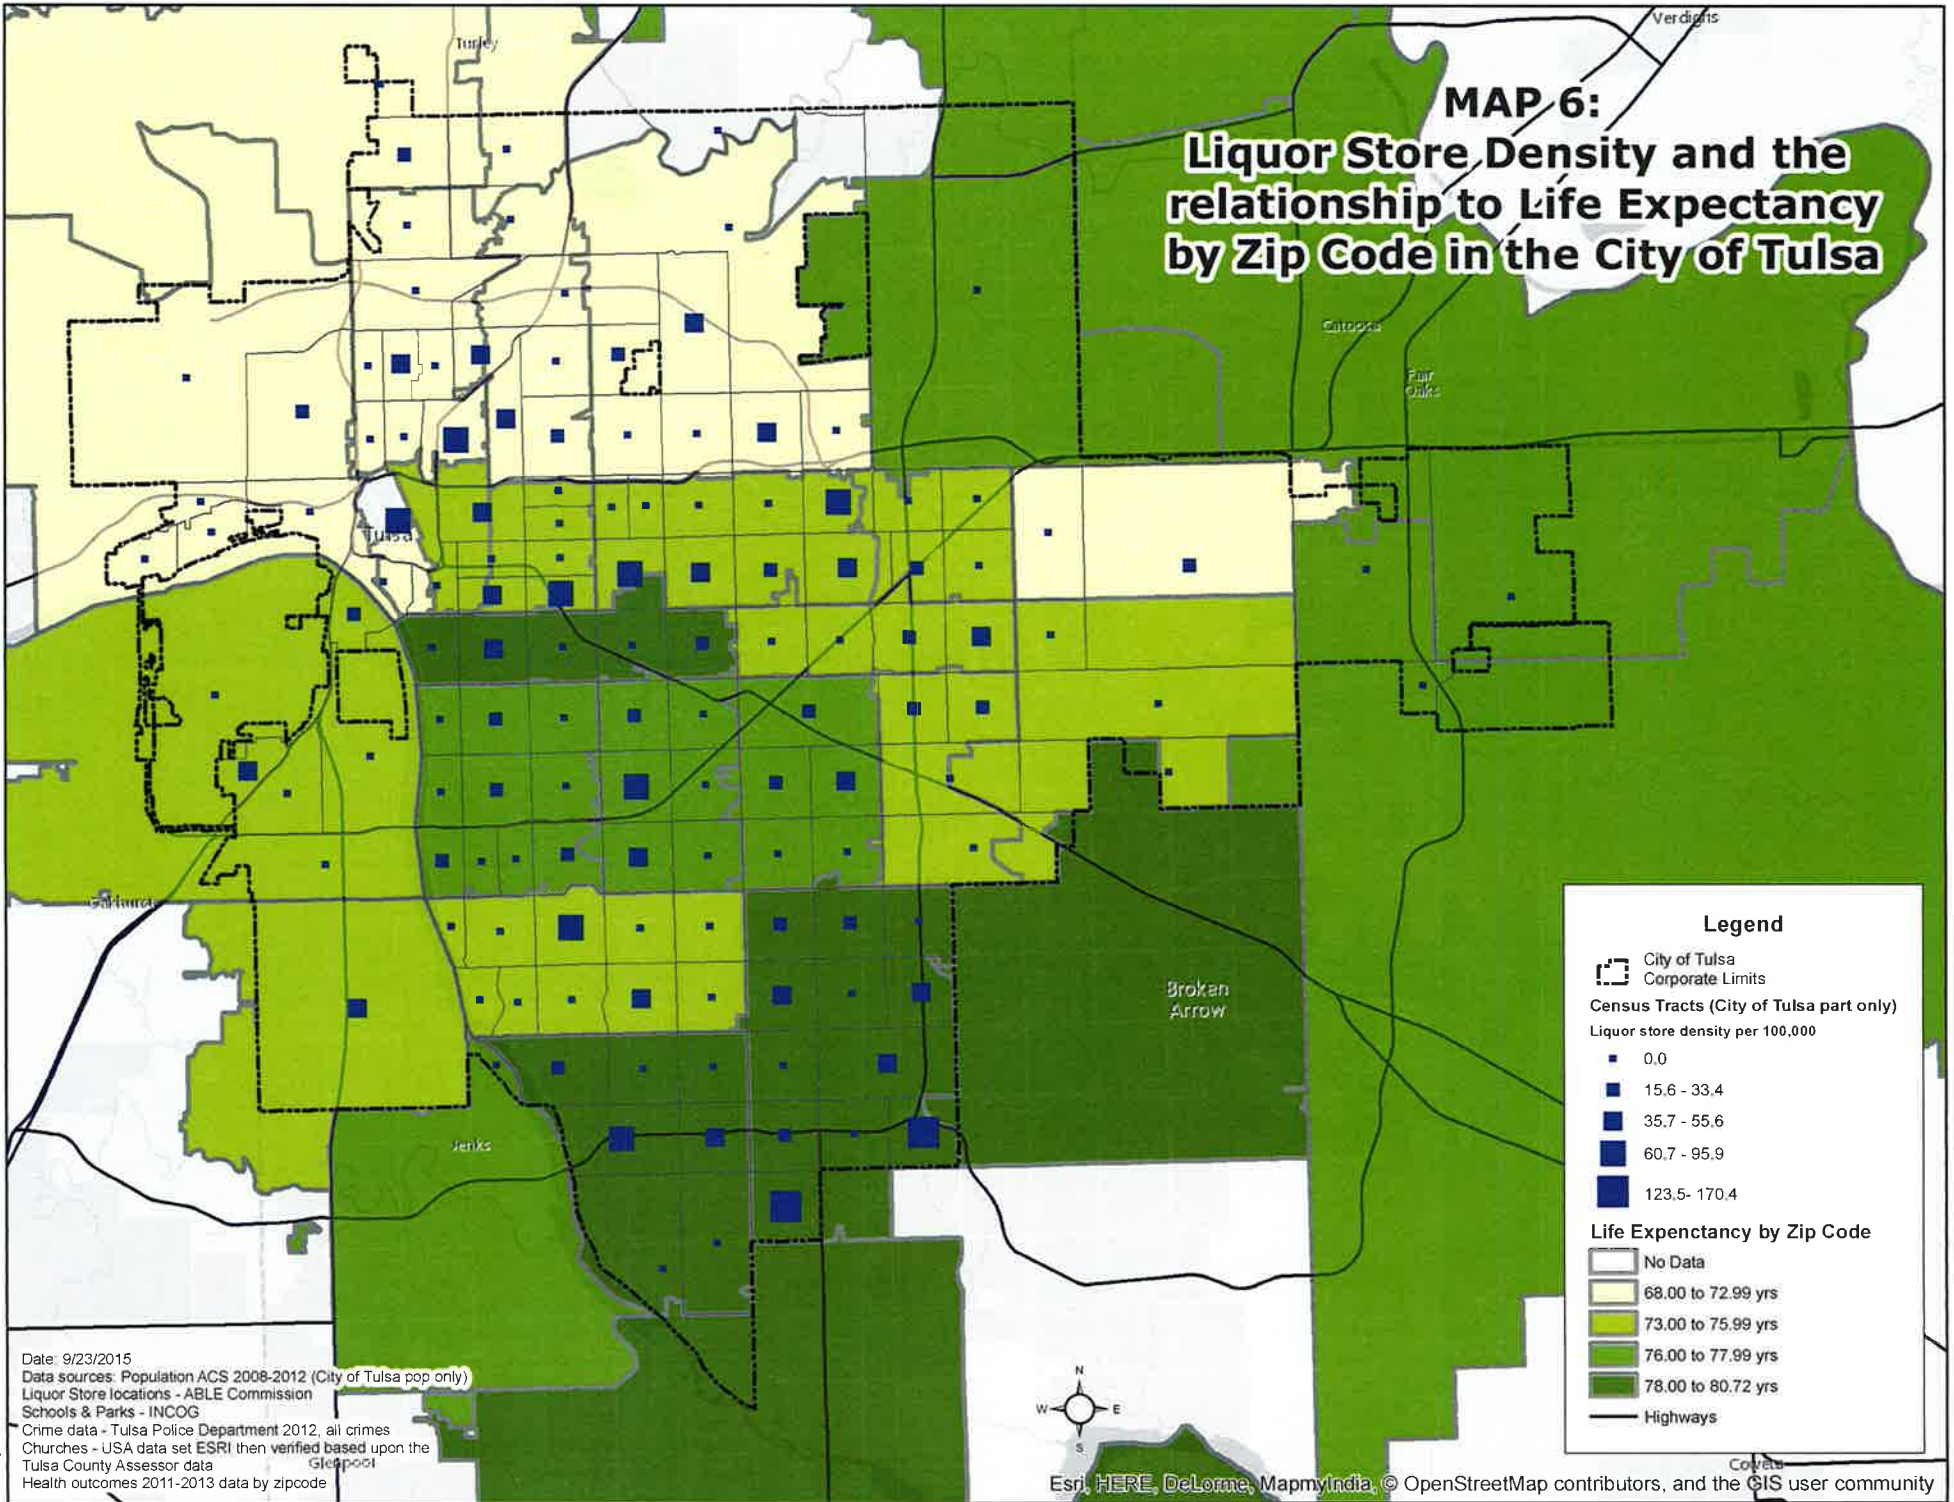 Verdigris
Turley
MAP 6:
Liquor Store Density and the
relationship to Life Expectancy
by Zip Code in the City of Tulsa
Catoosa
Fair
Oaks
Tulsa
Oakhurst
Broken
Arrow
Jenks
Legend
City of Tulsa
Corporate Limits
Census Tracts (City of Tulsa part only)
Liquor store density per 100,000
0.0
15.6 - 33.4
35.7 - 55.6
60.7 - 95.9
123.5- 170.4
Life Expenctancy by Zip Code
No Data
68.00 to 72.99 yrs
73.00 to 75.99 yrs
76.00 to 77.99 yrs
78.00 to 80.72 yrs
Highways
Date: 9/23/2015
Data sources: Population ACS 2008-2012 (City of Tulsa pop only)
Liquor Store locations - ABLE Commission
Schools & Parks - INCOG
Crime data - Tulsa Police Department 2012, all crimes
Churches - USA data set ESRI then verified based upon the
Tulsa County Assessor data
Glenpool
Health outcomes 2011-2013 data by zipcode
N
W E
S
Coweta
Esri, HERE, DeLorme, MapmyIndia, © OpenStreetMap contributors, and the GIS user community